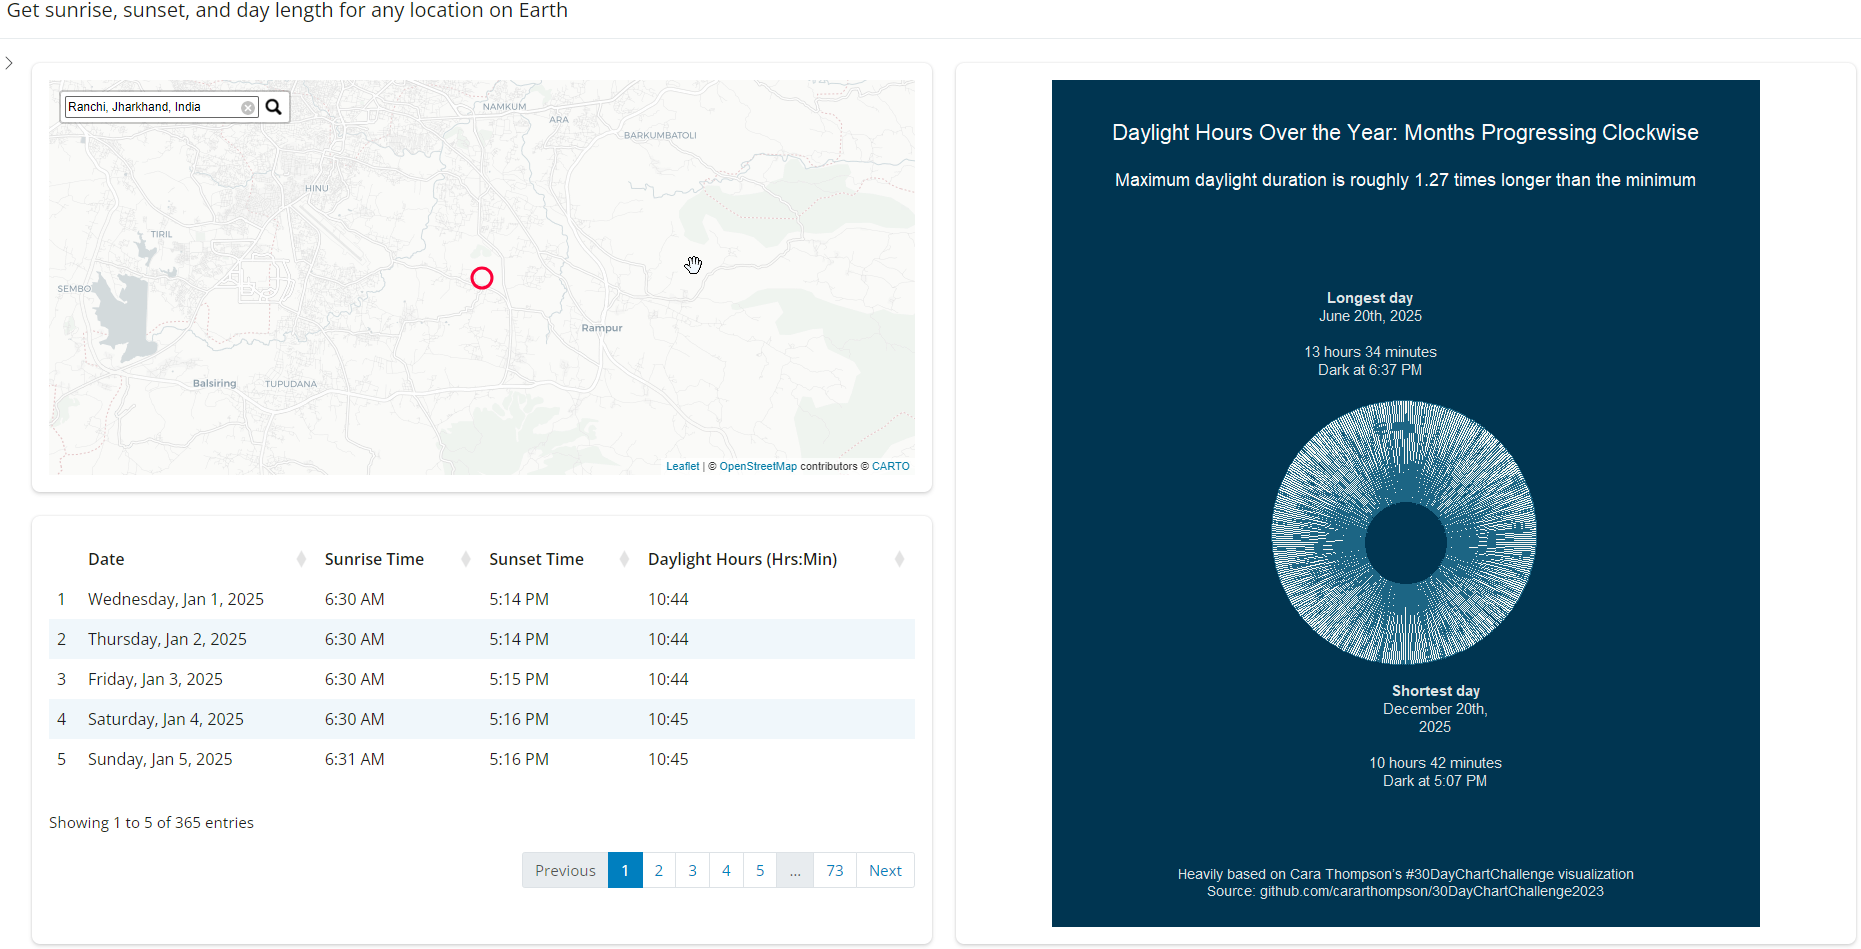 Get sunrise, sunset, and day length for any location on Earth
Ranchi, Jharkhand, India
NAMKUM
ARA
BARKUMBATOLI
HINU
TIRIL
SEMBO
Rampur
Balsiring
TUPUDANA
Leaflet | © OpenStreetMap contributors © CARTO
Date Sunrise Time Sunset Time Daylight Hours (Hrs:Min)
1 Wednesday, Jan 1, 2025 6:30 AM 5:14 PM 10:44
2 Thursday, Jan 2, 2025 6:30 AM 5:14 PM 10:44
3 Friday, Jan 3, 2025 6:30 AM 5:15 PM 10:44
4 Saturday, Jan 4, 2025 6:30 AM 5:16 PM 10:45
5 Sunday, Jan 5, 2025 6:31 AM 5:16 PM 10:45
Showing 1 to 5 of 365 entries
Previous 1 2 3 4 5 ... 73 Next
Daylight Hours Over the Year: Months Progressing Clockwise
Maximum daylight duration is roughly 1.27 times longer than the minimum
Longest day
June 20th, 2025
13 hours 34 minutes
Dark at 6:37 PM
Shortest day
December 20th,
2025
10 hours 42 minutes
Dark at 5:07 PM
Heavily based on Cara Thompson's #30DayChartChallenge visualization
Source: github.com/cararthompson/30DayChartChallenge2023